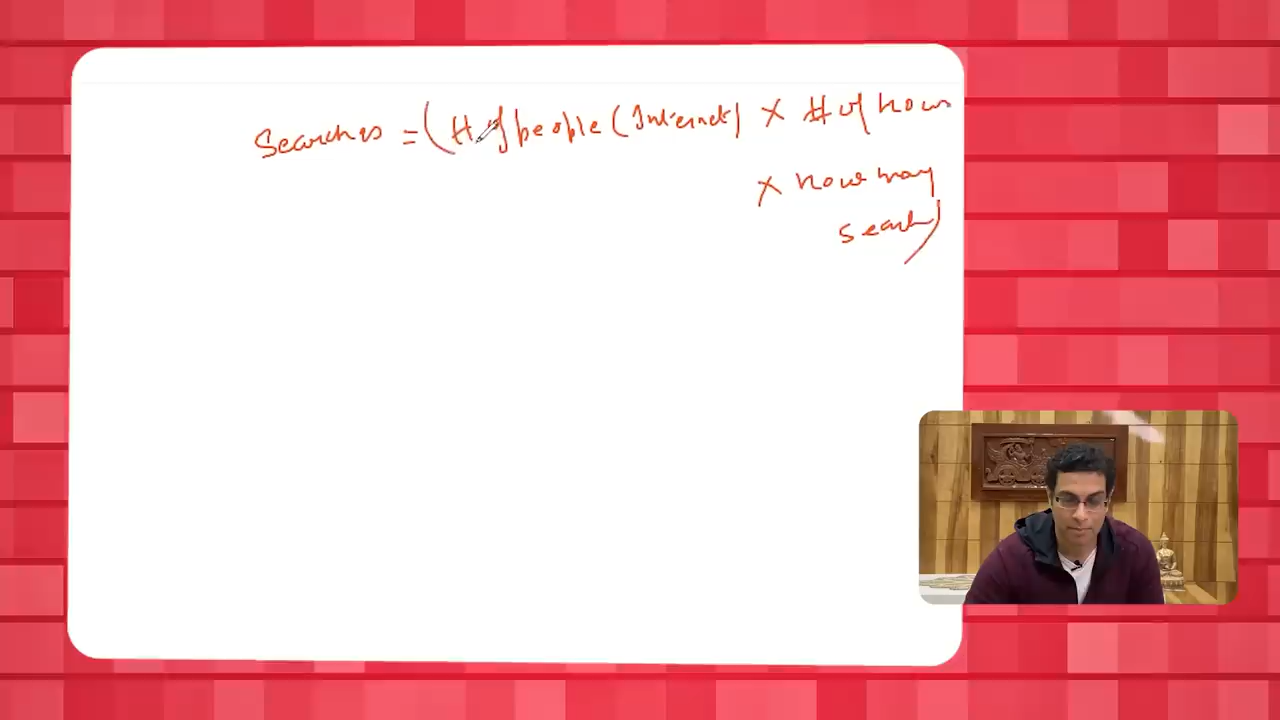 Searches = (# of people (Internet) X # of hours
X how many
search)